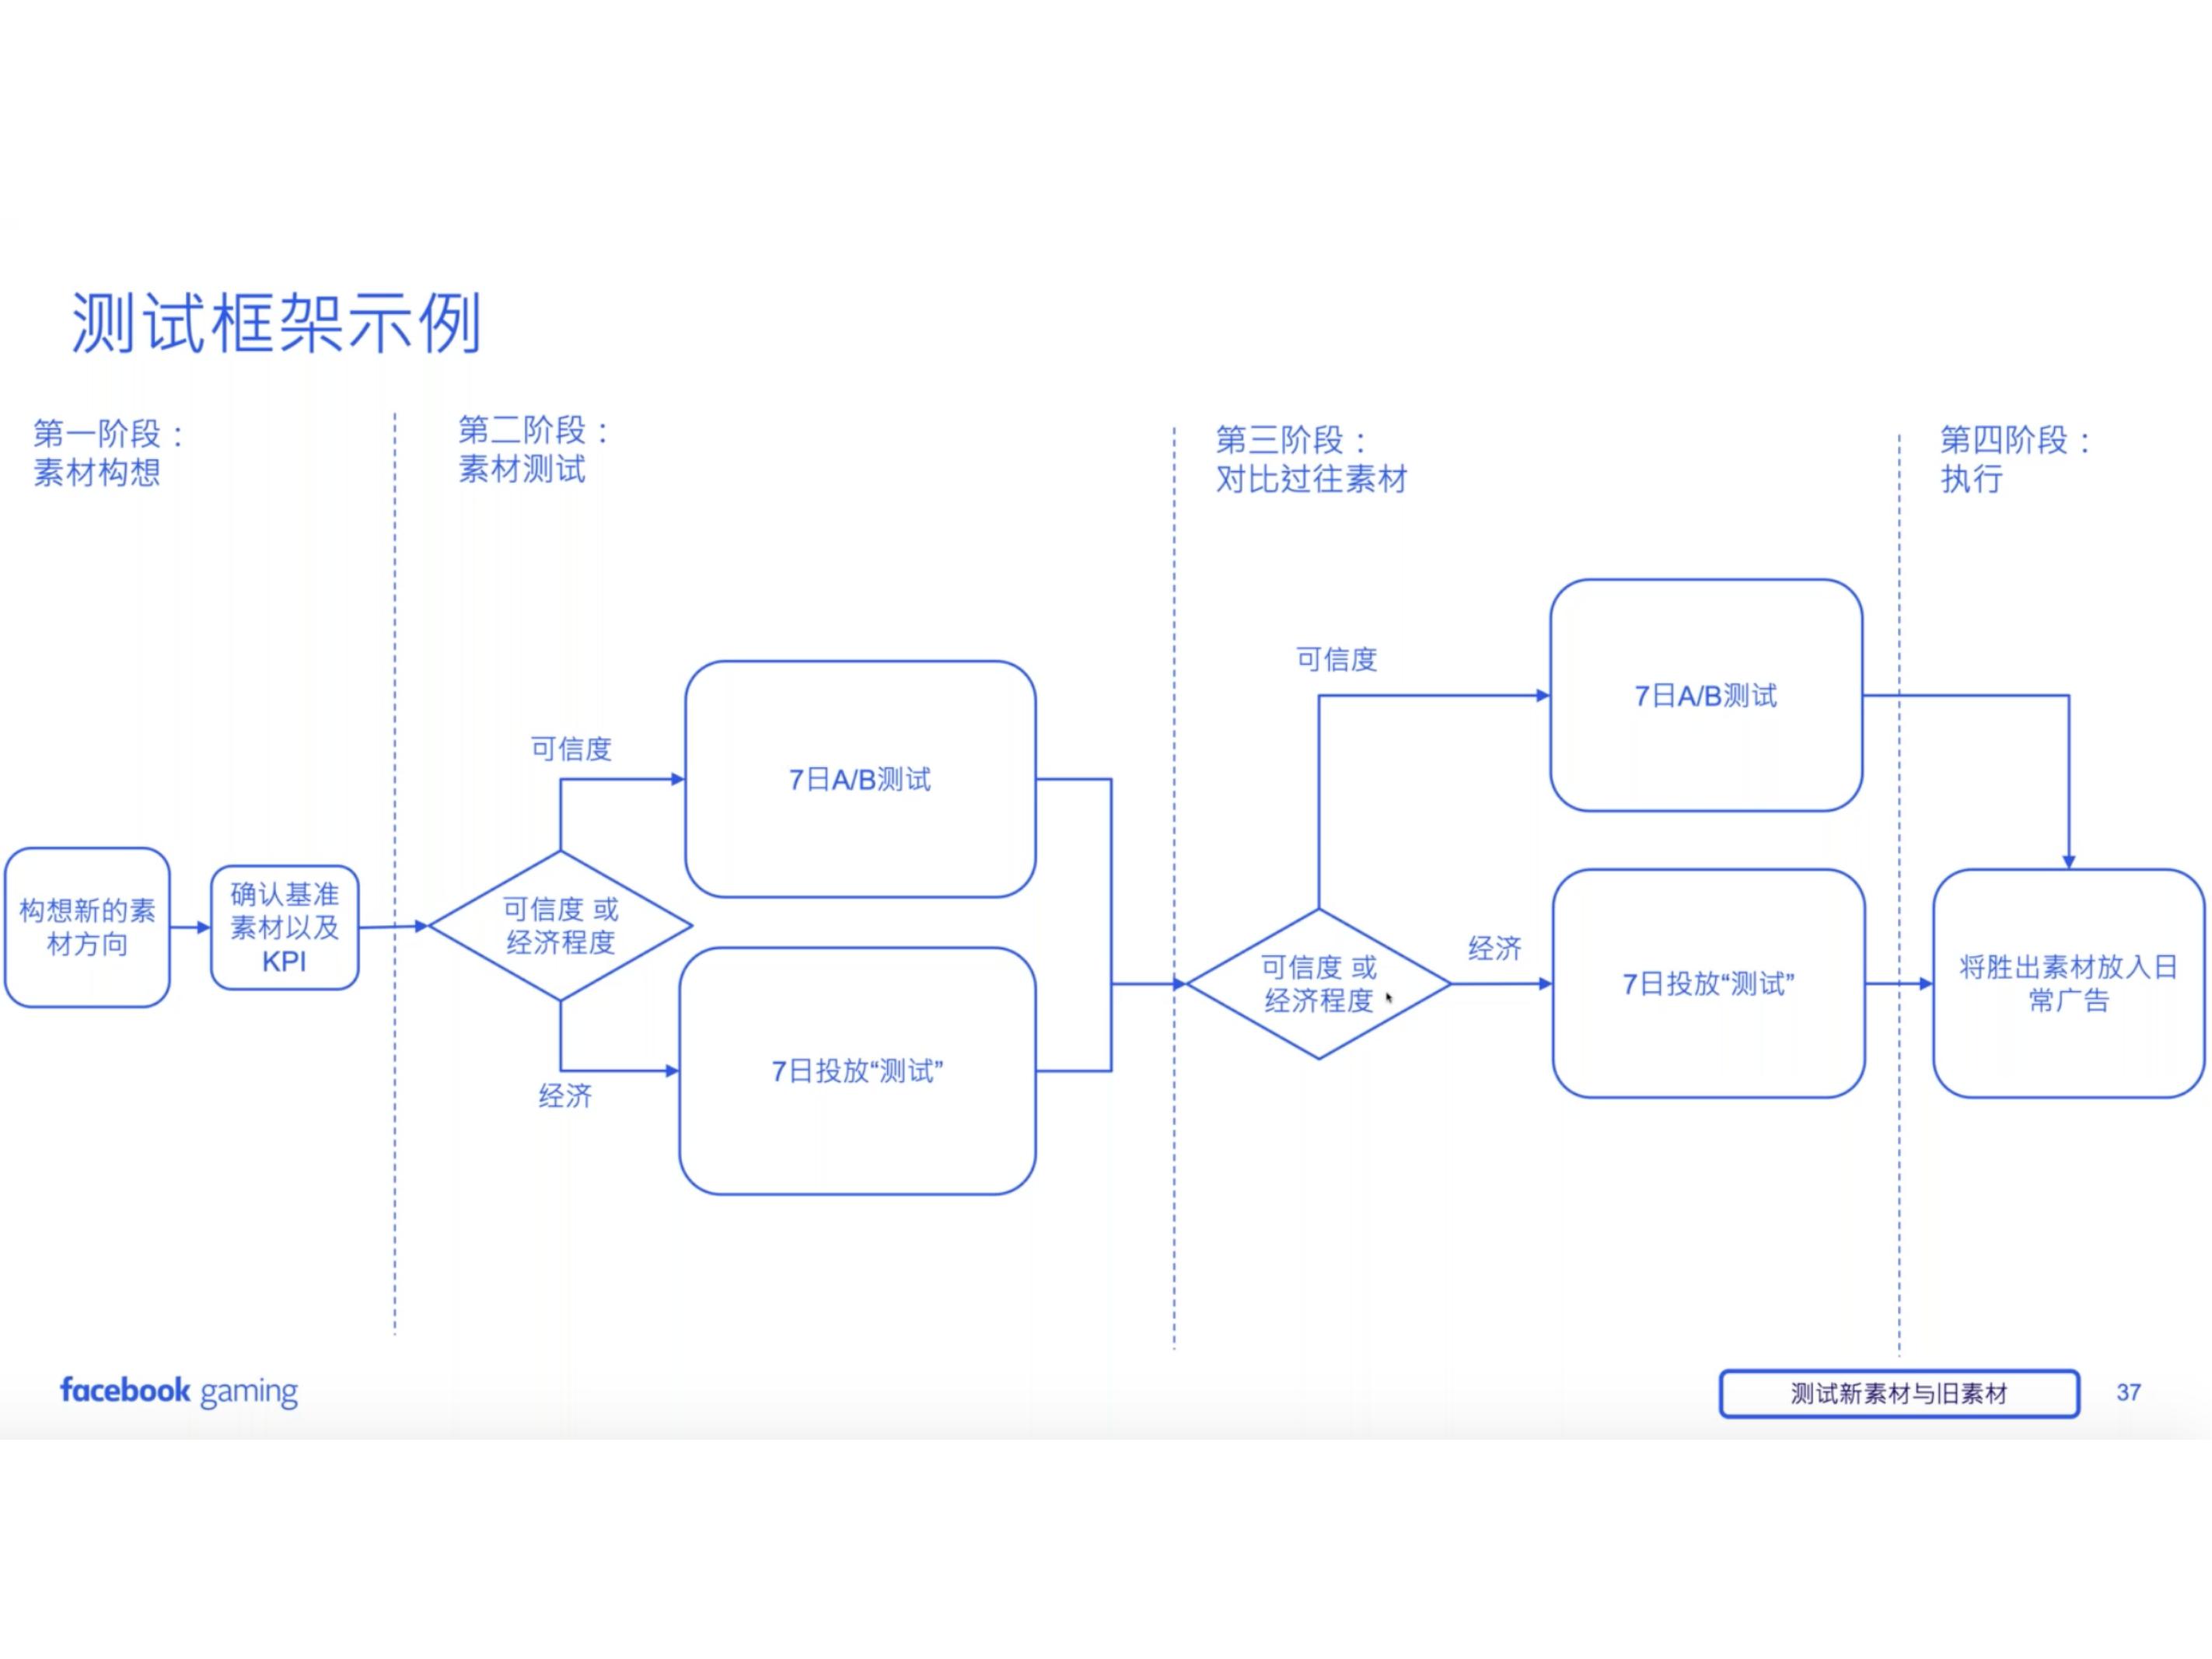 测试框架示例
第一阶段：
素材构想
第二阶段：
素材测试
第三阶段：
对比过往素材
第四阶段：
执行
构想新的素
材方向
确认基准
素材以及
KPI
可信度 或
经济程度
可信度
7日A/B测试
经济
7日投放“测试”
可信度 或
经济程度
可信度
7日A/B测试
经济
7日投放“测试”
将胜出素材放入日
常广告
facebook gaming
测试新素材与旧素材
37